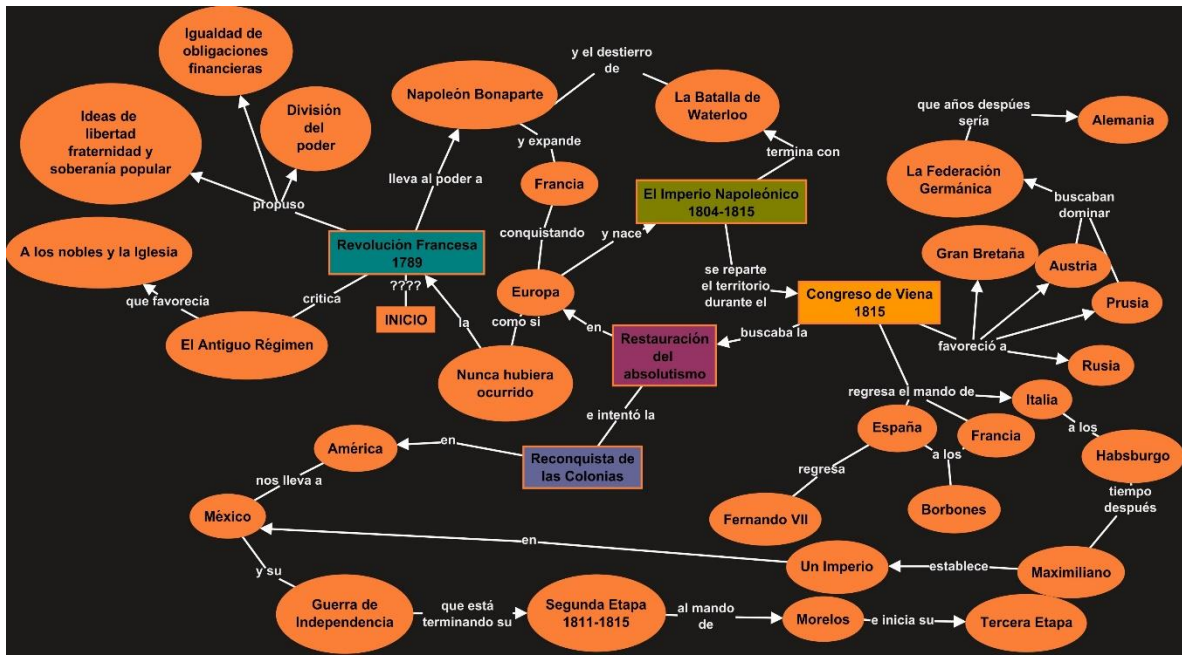 Igualdad de
obligaciones
financieras
Ideas de
libertad
fraternidad y
soberanía popular
División
del
poder
propuso
A los nobles y la Iglesia
que favorecía
El Antiguo Régimen
critica
Revolución Francesa
1789
????
INICIO
lleva al poder a
Napoleón Bonaparte
y el destierro
de
La Batalla de
Waterloo
termina con
y expande
Francia
conquistando
Europa
y nace
El Imperio Napoleónico
1804-1815
como si
Nunca hubiera
ocurrido
la
se reparte
el territorio
durante el
Congreso de Viena
1815
buscaba la
Restauración
del
absolutismo
en
e intentó la
Reconquista de
las Colonias
en
América
nos lleva a
México
y su
Guerra de
Independencia
que está
terminando su
Segunda Etapa
1811-1815
al mando
de
Morelos
e inicia su
Tercera Etapa
favoreció a
Gran Bretaña
Austria
Prusia
Rusia
buscaban
dominar
La Federación
Germánica
que años despúes
sería
Alemania
regresa el mando de
España
Francia
Italia
regresa
Fernando VII
a los
Borbones
a los
Habsburgo
tiempo
después
Maximiliano
establece
Un Imperio
en